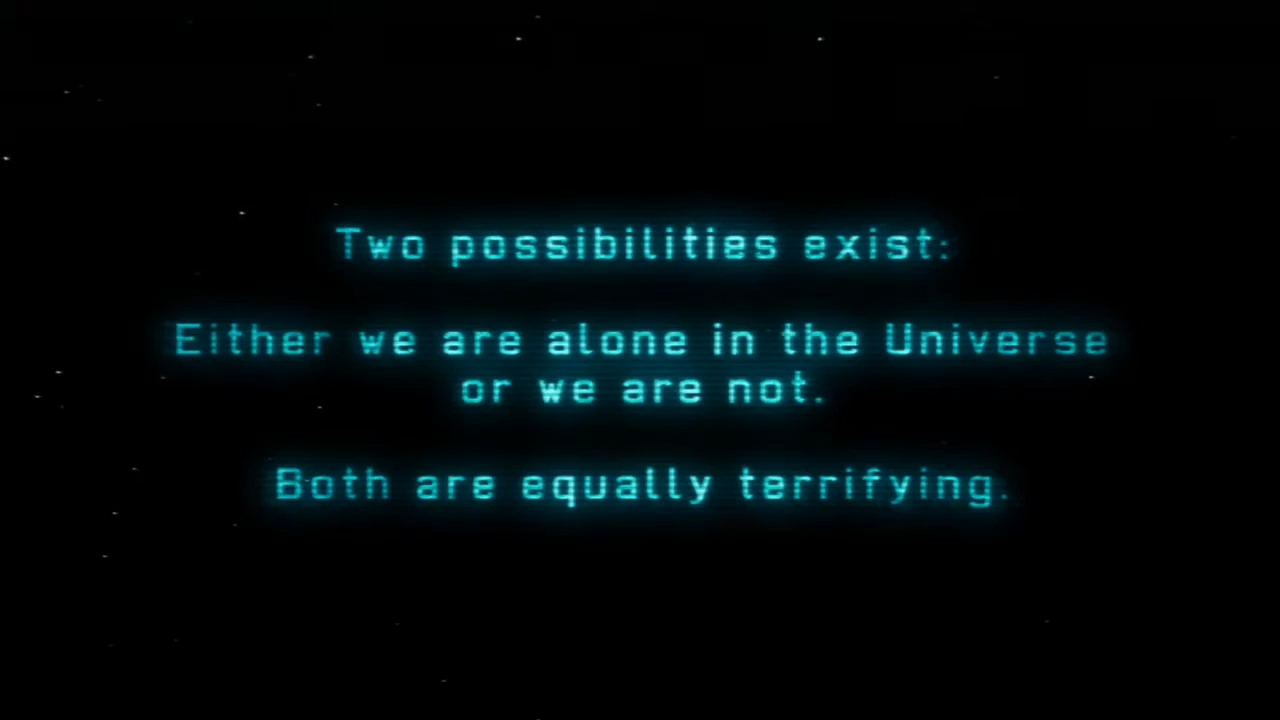 Two possibilities exist:
Either we are alone in the Universe
or we are not.
Both are equally terrifying.